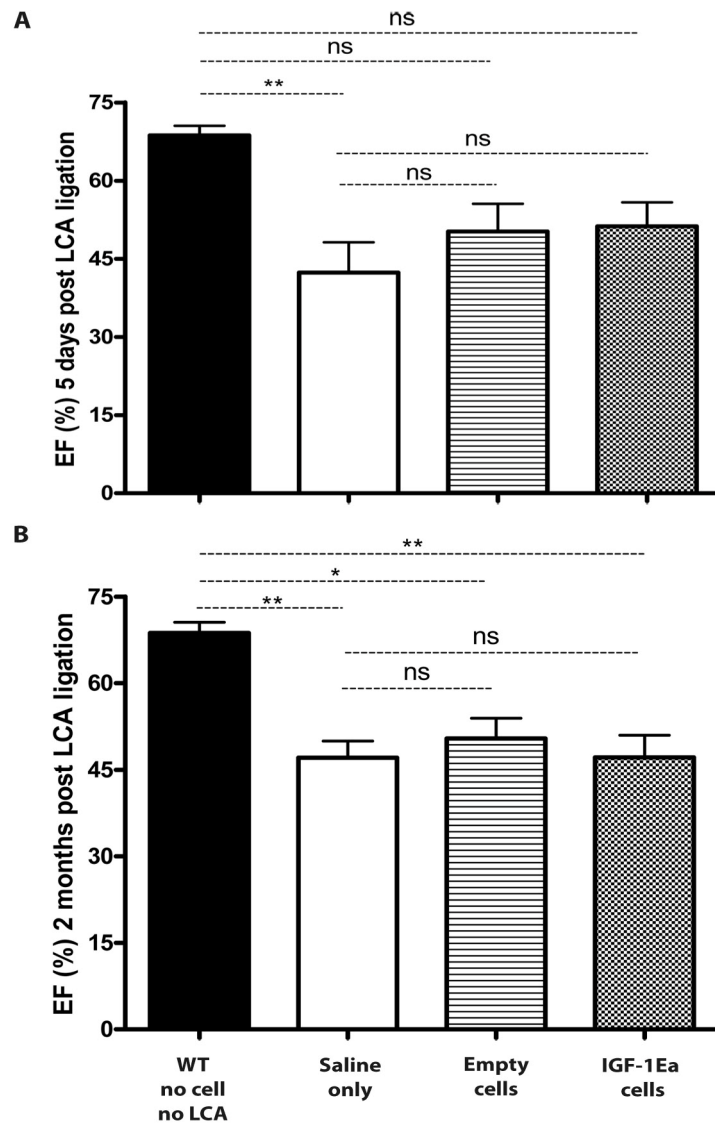 A
ns
ns
**
ns
ns
75
60
45
30
15
0
EF (%) 5 days post LCA ligation
B
**
*
**
ns
ns
75
60
45
30
15
0
EF (%) 2 months post LCA ligation
WT
no cell
no LCA
Saline
only
Empty
cells
IGF-1Ea
cells